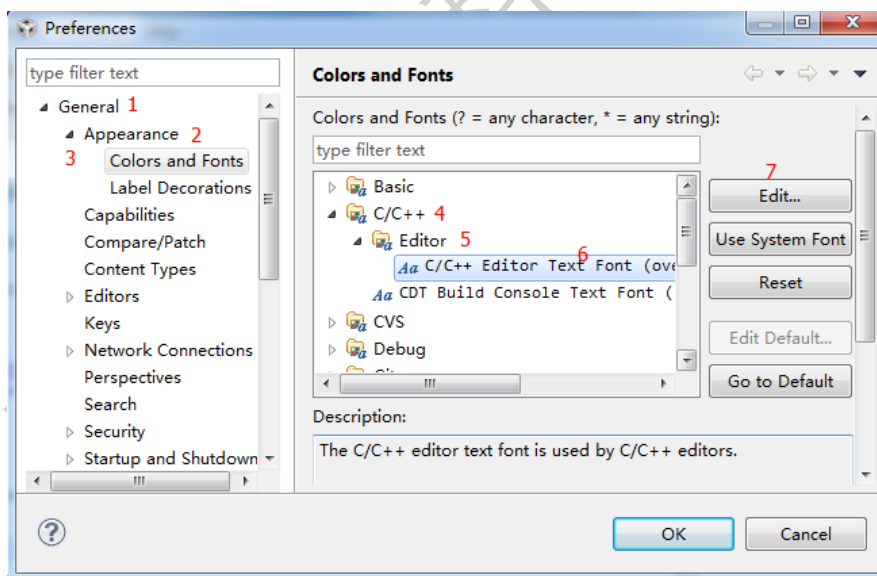 Preferences
type filter text
General 1
Appearance 2
3 Colors and Fonts
Label Decorations
Capabilities
Compare/Patch
Content Types
Editors
Keys
Network Connections
Perspectives
Search
Security
Startup and Shutdown
Colors and Fonts
Colors and Fonts (? = any character, * = any string):
type filter text
Basic
C/C++ 4
Editor 5
6
Aa C/C++ Editor Text Font (ove
Aa CDT Build Console Text Font (
CVS
Debug
7
Edit...
Use System Font
Reset
Edit Default...
Go to Default
Description:
The C/C++ editor text font is used by C/C++ editors.
OK
Cancel